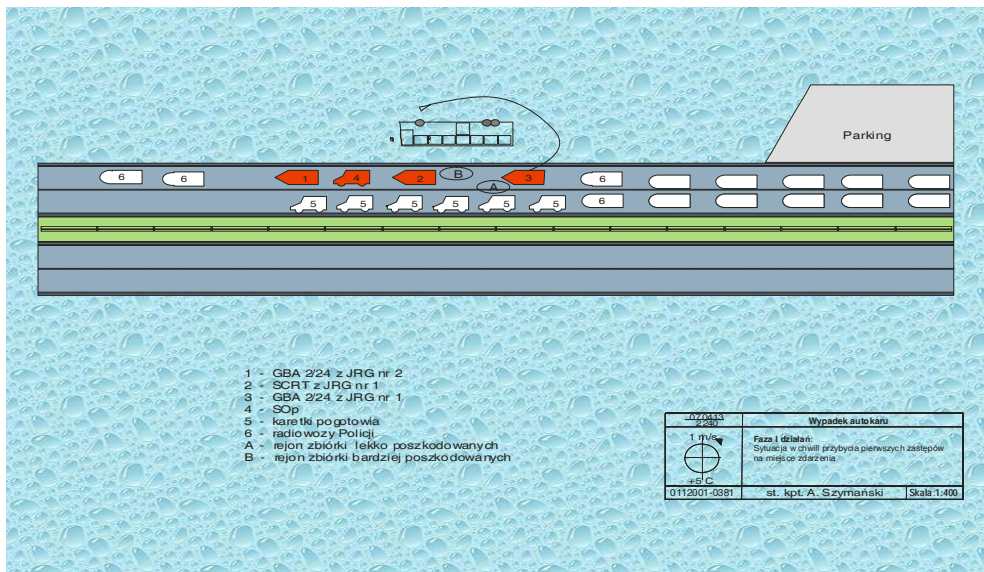 Parking
6 6 1 4 2 B A 3 6
5 5 5 5 5 5 6
1 - GBA 2/24 z JRG nr 2
2 - SCRT z JRG nr 1
3 - GBA 2/24 z JRG nr 1
4 - SOp
5 - karetki pogotowia
6 - radiowozy Policji
A - rejon zbiórki lekko poszkodowanych
B - rejon zbiórki bardziej poszkodowanych
070413
2240
Wypadek autokaru
1 m/s
+5 C
Faza I działań:
Sytuacja w chwili przybycia pierwszych zastępów
na miejsce zdarzenia
0112001-0381
st. kpt. A. Szymański
Skala:1:400